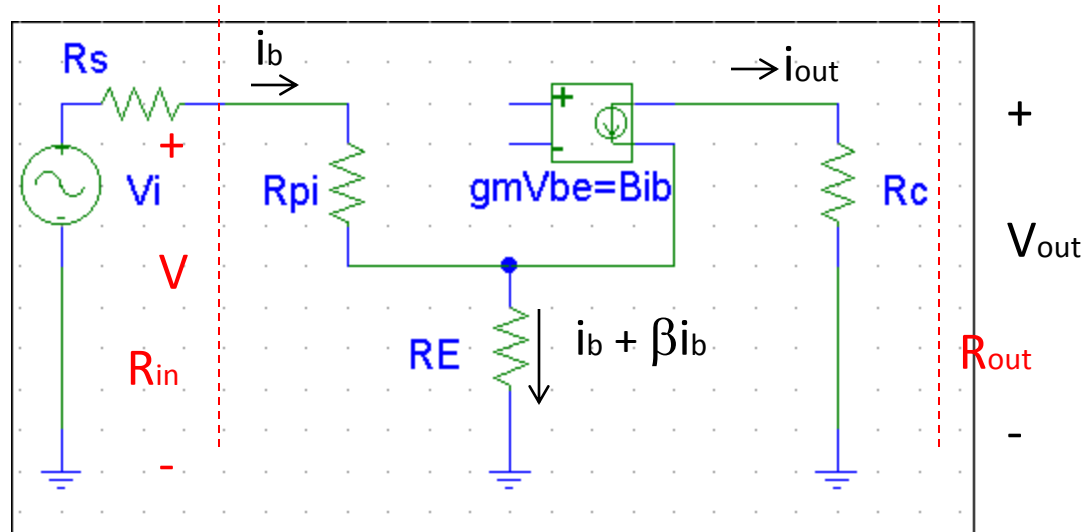 Rs
ib
iout
+
-
+
Vi
Rpi
+
-
gmVbe=Bib
Rc
+
V
Vout
RE
ib + βib
Rin
Rout
-
-